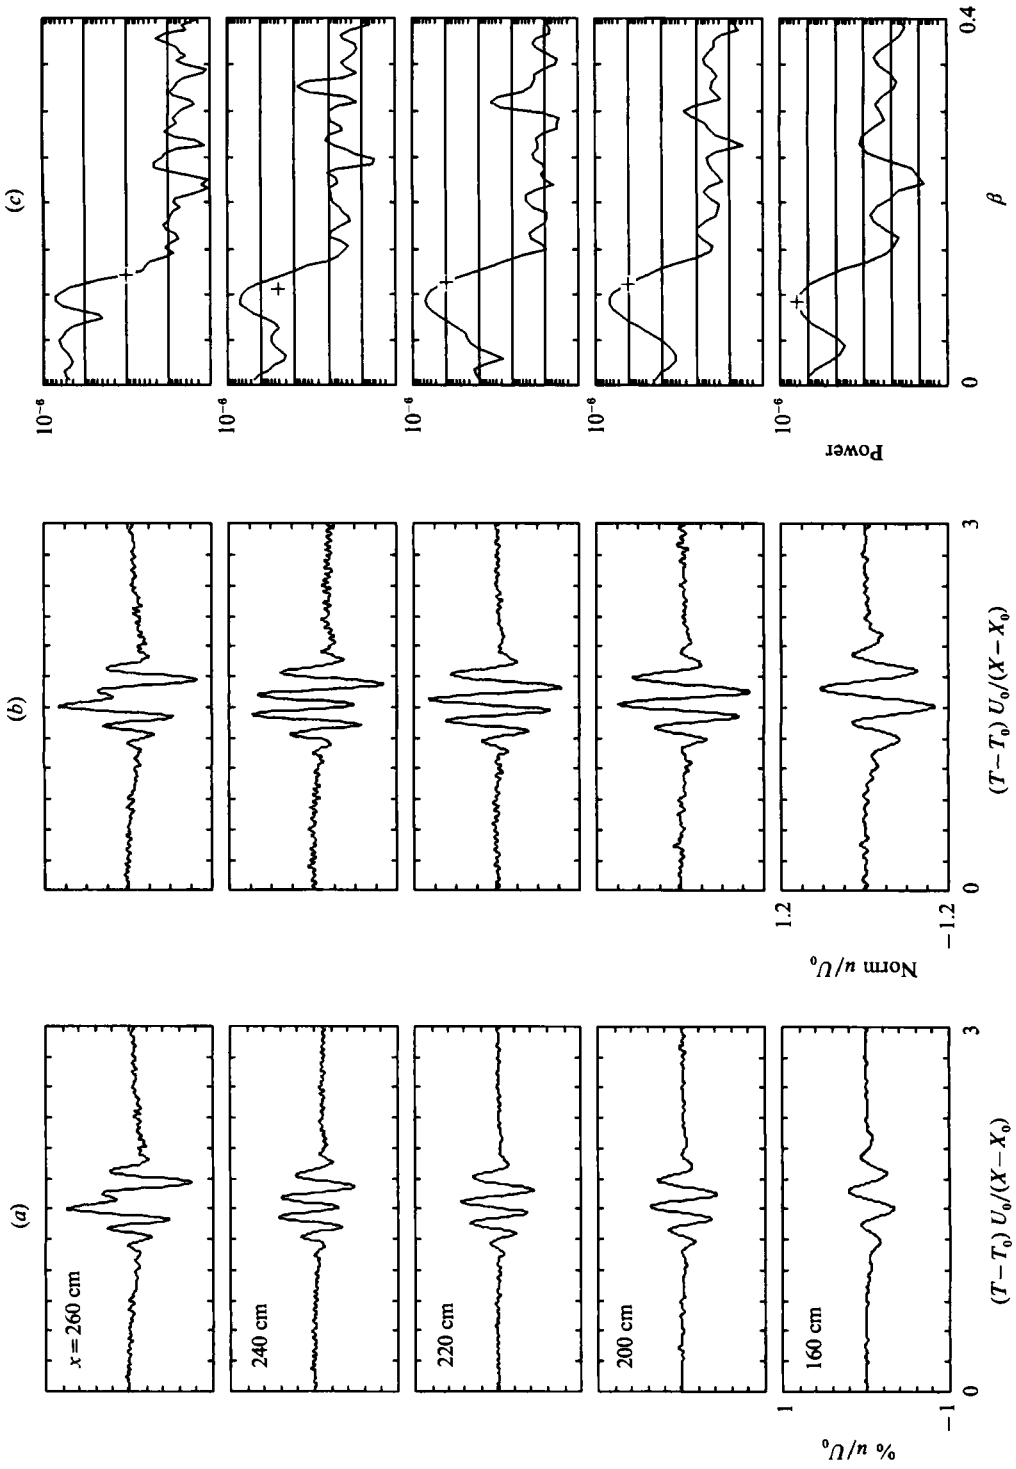 (a)
x = 260 cm
240 cm
220 cm
200 cm
160 cm
1
−1
% u/U₀
0
3
(T−T₀) U₀/(X−X₀)
(b)
1.2
−1.2
Norm u/U₀
0
3
(T−T₀) U₀/(X−X₀)
(c)
10⁻⁶
10⁻⁶
10⁻⁶
10⁻⁶
10⁻⁶
Power
0
0.4
β